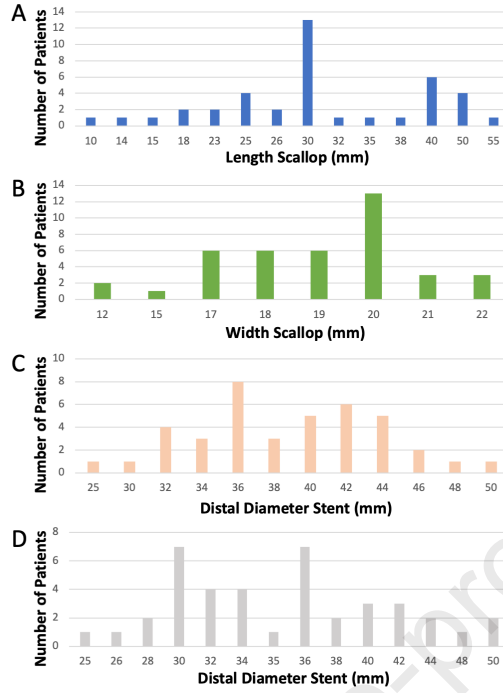 A
Number of Patients
14
12
10
8
6
4
2
0
10 14 15 18 23 25 26 30 32 35 38 40 50 55
Length Scallop (mm)
B
Number of Patients
14
12
10
8
6
4
2
0
12 15 17 18 19 20 21 22
Width Scallop (mm)
C
Number of Patients
10
8
6
4
2
0
25 30 32 34 36 38 40 42 44 46 48 50
Distal Diameter Stent (mm)
D
Number of Patients
8
6
4
2
0
25 26 28 30 32 34 35 36 38 40 42 44 48 50
Distal Diameter Stent (mm)